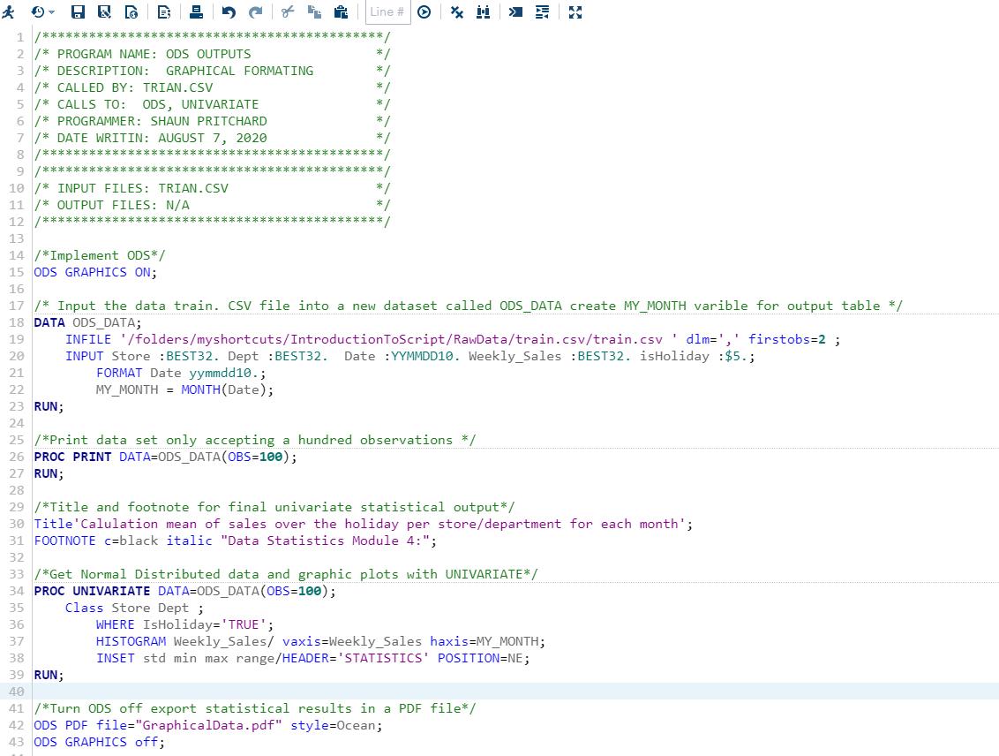 Line #
1 /********************************************/
2 /* PROGRAM NAME: ODS OUTPUTS                */
3 /* DESCRIPTION:  GRAPHICAL FORMATING        */
4 /* CALLED BY: TRIAN.CSV                     */
5 /* CALLS TO:  ODS, UNIVARIATE               */
6 /* PROGRAMMER: SHAUN PRITCHARD              */
7 /* DATE WRITIN: AUGUST 7, 2020              */
8 /********************************************/
9 /********************************************/
10 /* INPUT FILES: TRIAN.CSV                   */
11 /* OUTPUT FILES: N/A                        */
12 /********************************************/
13
14 /*Implement ODS*/
15 ODS GRAPHICS ON;
16
17 /* Input the data train. CSV file into a new dataset called ODS_DATA create MY_MONTH varible for output table */
18 DATA ODS_DATA;
19     INFILE '/folders/myshortcuts/IntroductionToScript/RawData/train.csv/train.csv ' dlm=',' firstobs=2 ;
20     INPUT Store :BEST32. Dept :BEST32.  Date :YYMMDD10. Weekly_Sales :BEST32. isHoliday :$5.;
21         FORMAT Date yymmdd10.;
22         MY_MONTH = MONTH(Date);
23 RUN;
24
25 /*Print data set only accepting a hundred observations */
26 PROC PRINT DATA=ODS_DATA(OBS=100);
27 RUN;
28
29 /*Title and footnote for final univariate statistical output*/
30 Title'Calulation mean of sales over the holiday per store/department for each month';
31 FOOTNOTE c=black italic "Data Statistics Module 4:";
32
33 /*Get Normal Distributed data and graphic plots with UNIVARIATE*/
34 PROC UNIVARIATE DATA=ODS_DATA(OBS=100);
35     Class Store Dept ;
36         WHERE IsHoliday='TRUE';
37         HISTOGRAM Weekly_Sales/ vaxis=Weekly_Sales haxis=MY_MONTH;
38         INSET std min max range/HEADER='STATISTICS' POSITION=NE;
39 RUN;
40
41 /*Turn ODS off export statistical results in a PDF file*/
42 ODS PDF file="GraphicalData.pdf" style=Ocean;
43 ODS GRAPHICS off;